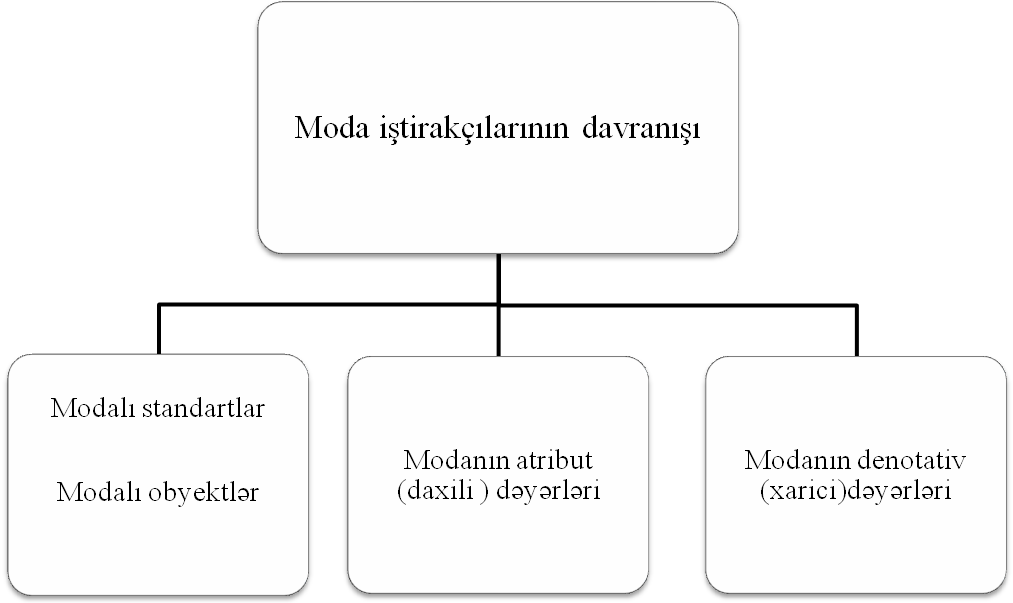 Moda iştirakçılarının davranışı
Modalı standartlar
Modalı obyektlər
Modanın atribut
(daxili ) dəyərləri
Modanın denotativ
(xarici)dəyərləri